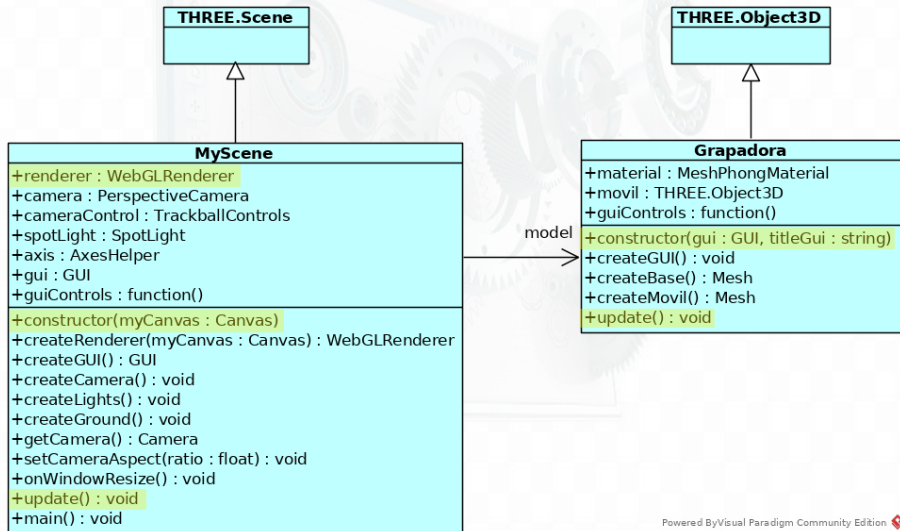 THREE.Scene
THREE.Object3D
MyScene
+renderer : WebGLRenderer
+camera : PerspectiveCamera
+cameraControl : TrackballControls
+spotLight : SpotLight
+axis : AxesHelper
+gui : GUI
+guiControls : function()
+constructor(myCanvas : Canvas)
+createRenderer(myCanvas : Canvas) : WebGLRenderer
+createGUI() : GUI
+createCamera() : void
+createLights() : void
+createGround() : void
+getCamera() : Camera
+setCameraAspect(ratio : float) : void
+onWindowResize() : void
+update() : void
+main() : void
model
Grapadora
+material : MeshPhongMaterial
+movil : THREE.Object3D
+guiControls : function()
+constructor(gui : GUI, titleGui : string)
+createGUI() : void
+createBase() : Mesh
+createMovil() : Mesh
+update() : void
Powered ByVisual Paradigm Community Edition